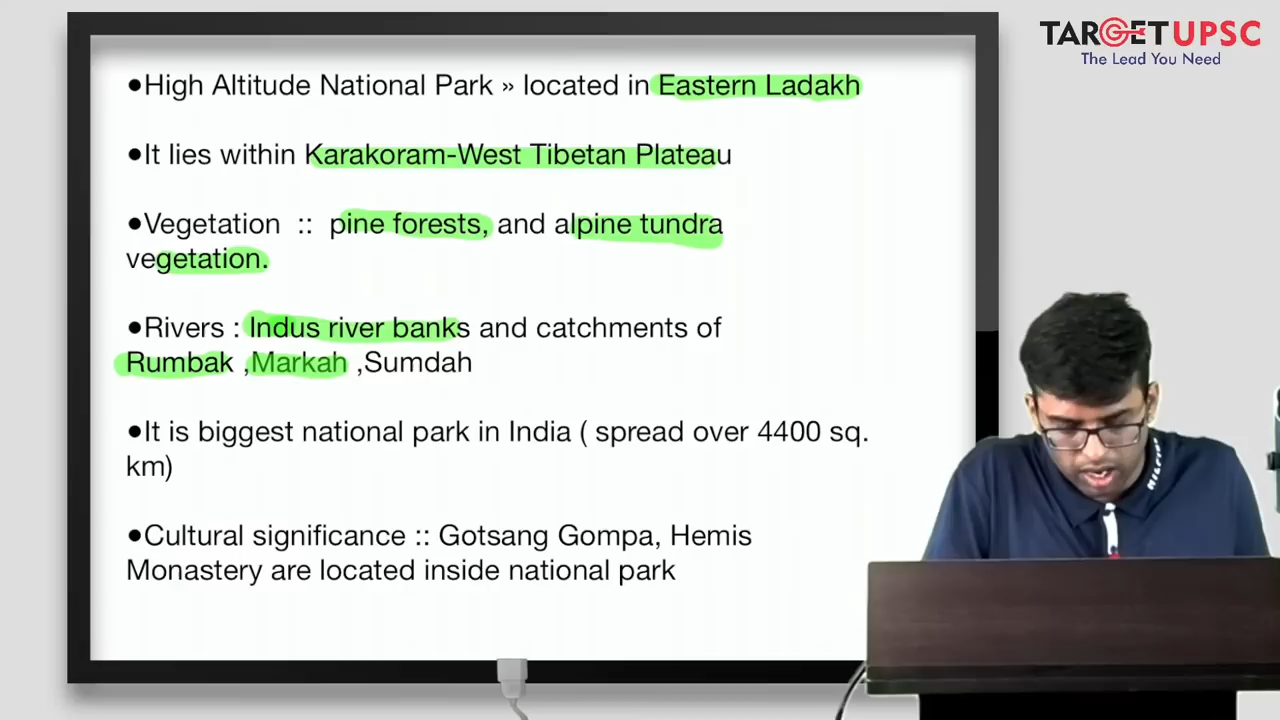 TARGETUPSC
The Lead You Need
●High Altitude National Park » located in Eastern Ladakh
●It lies within Karakoram-West Tibetan Plateau
●Vegetation :: pine forests, and alpine tundra
vegetation.
●Rivers : Indus river banks and catchments of
Rumbak ,Markah ,Sumdah
●It is biggest national park in India ( spread over 4400 sq.
km)
●Cultural significance :: Gotsang Gompa, Hemis
Monastery are located inside national park